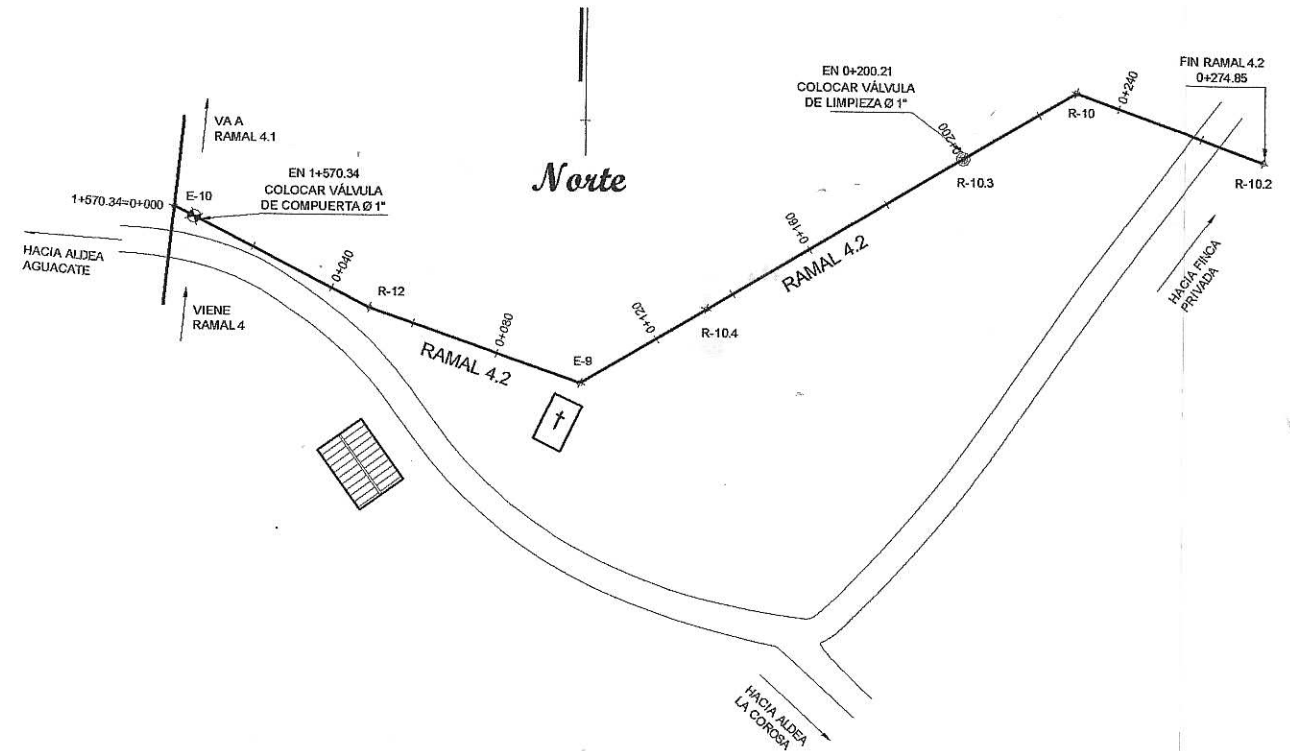 EN 0+200.21
COLOCAR VÁLVULA
DE LIMPIEZA Ø 1"
FIN RAMAL 4.2
0+274.85
R-10
0+240
VA A
RAMAL 4.1
0+200
R-10.3
R-10.2
Norte
EN 1+570.34
COLOCAR VÁLVULA
DE COMPUERTA Ø 1"
E-10
1+570.34=0+000
HACIA ALDEA
AGUACATE
0+040
R-12
VIENE
RAMAL 4
0+160
RAMAL 4.2
HACIA FINCA
PRIVADA
0+120
R-10.4
0+080
RAMAL 4.2
E-9
HACIA ALDEA
LA COROSA